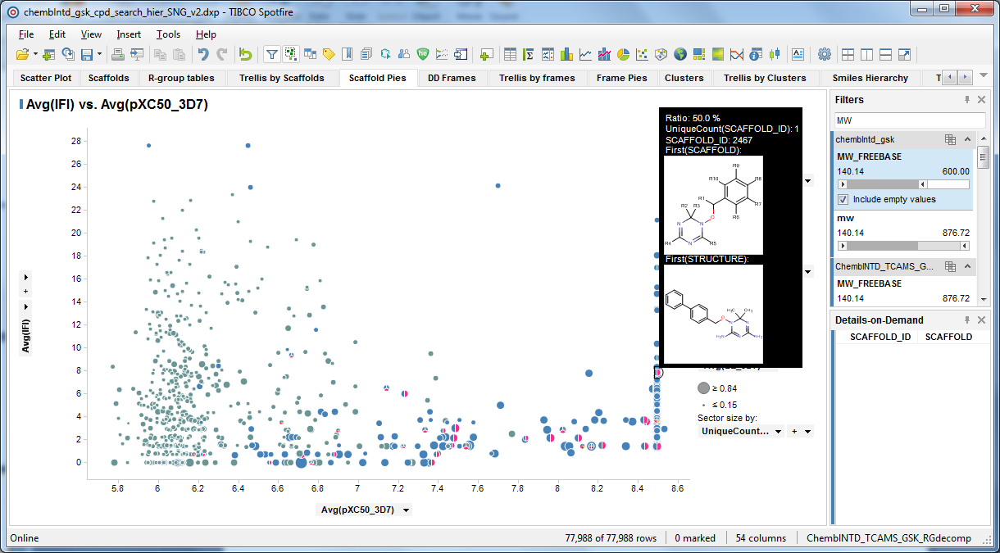 chemblntd_gsk_cpd_search_hier_SNG_v2.dxp - TIBCO Spotfire
File Edit View Insert Tools Help
Scatter Plot Scaffolds R-group tables Trellis by Scaffolds Scaffold Pies DD Frames Trellis by frames Frame Pies Clusters Trellis by Clusters Smiles Hierarchy T
Avg(IFI) vs. Avg(pXC50_3D7)
28
26
24
22
20
18
16
14
12
10
8
6
4
2
0
+
Avg(IFI)
5.8 6 6.2 6.4 6.6 6.8 7 7.2 7.4 7.6 7.8 8 8.2 8.4 8.6
Avg(pXC50_3D7)
Ratio: 50.0 %
UniqueCount(SCAFFOLD_ID): 1
SCAFFOLD_ID: 2467
First(SCAFFOLD):
R9
R10 R8
R1 R7
R2 R3
O R6
N N
R4 N R5
First(STRUCTURE):
H₃C CH₃
O
N N
H₂N N NH₂
≥ 0.84
≤ 0.15
Sector size by:
UniqueCount... +
Filters
MW
chemblntd_gsk
MW_FREEBASE
140.14 600.00
Include empty values
mw
140.14 876.72
ChemblNTD_TCAMS_G...
MW_FREEBASE
140.14 876.72
Details-on-Demand
SCAFFOLD_ID SCAFFOLD
Online 77,988 of 77,988 rows 0 marked 54 columns ChemblNTD_TCAMS_GSK_RGdecomp